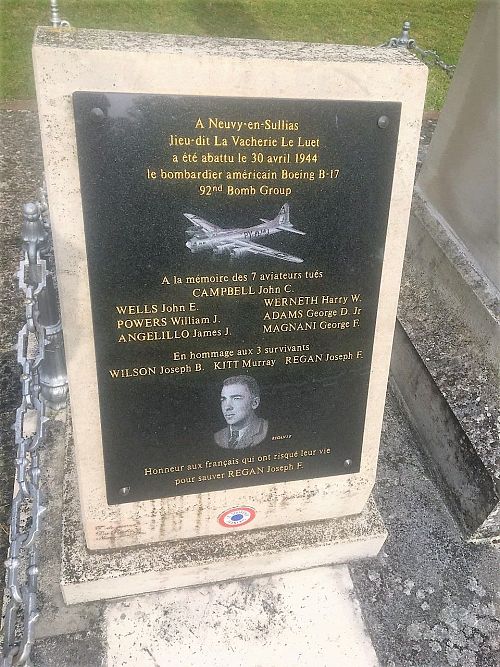 A Neuvy-en-Sullias
lieu-dit La Vacherie Le Luet
a été abattu le 30 avril 1944
le bombardier américain Boeing B-17
92nd Bomb Group
A la mémoire des 7 aviateurs tués
CAMPBELL John C.
WELLS John E. WERNETH Harry W.
POWERS William J. ADAMS George D. Jr
ANGELILLO James J. MAGNANI George F.
En hommage aux 3 survivants
WILSON Joseph B. KITT Murray REGAN Joseph F.
Honneur aux français qui ont risqué leur vie
pour sauver REGAN Joseph F.